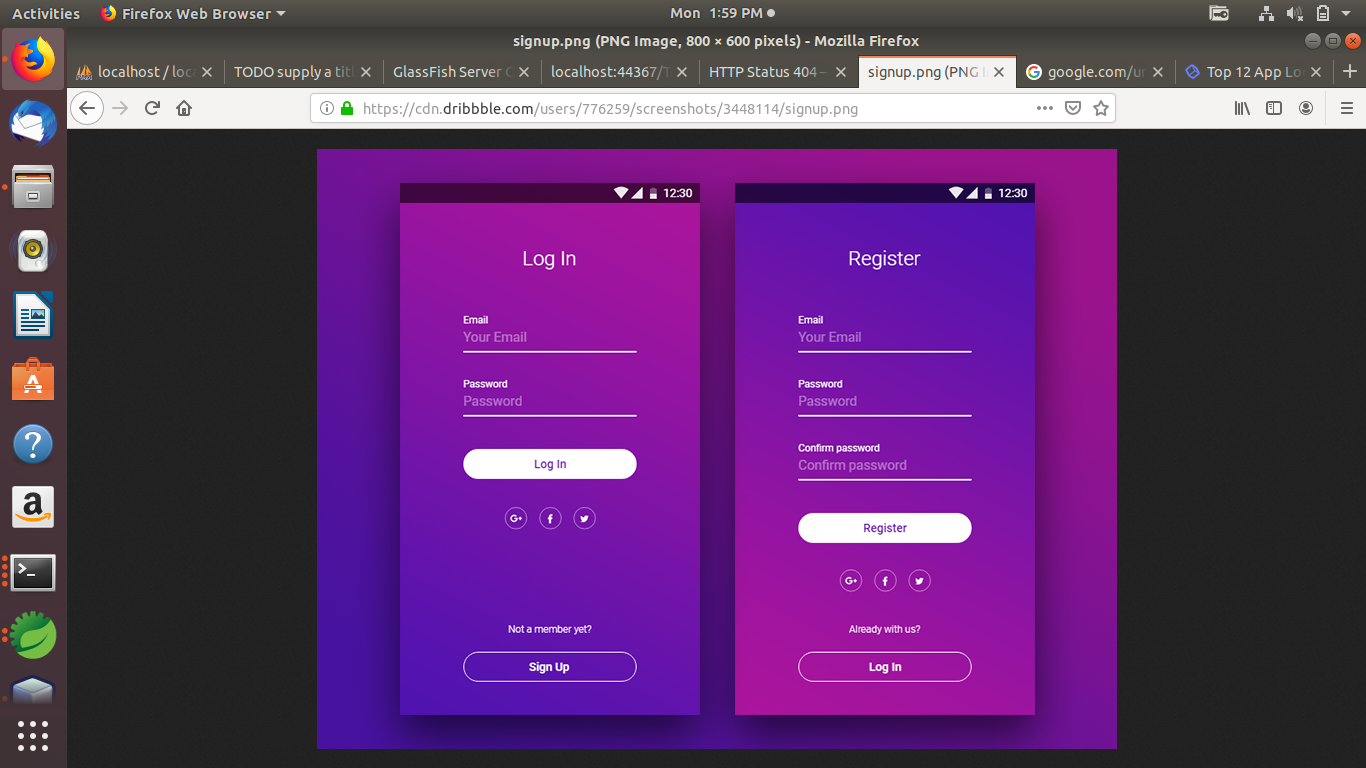 Activities
Firefox Web Browser
Mon 1:59 PM
signup.png (PNG Image, 800 × 600 pixels) - Mozilla Firefox
localhost / loc
TODO supply a tit
GlassFish Server
localhost:44367/
HTTP Status 404 –
signup.png (PNG
google.com/ur
Top 12 App Lo
https://cdn.dribbble.com/users/776259/screenshots/3448114/signup.png
12:30
Log In
Email
Your Email
Password
Password
Log In
G+
f
Not a member yet?
Sign Up
12:30
Register
Email
Your Email
Password
Password
Confirm password
Confirm password
Register
G+
f
Already with us?
Log In